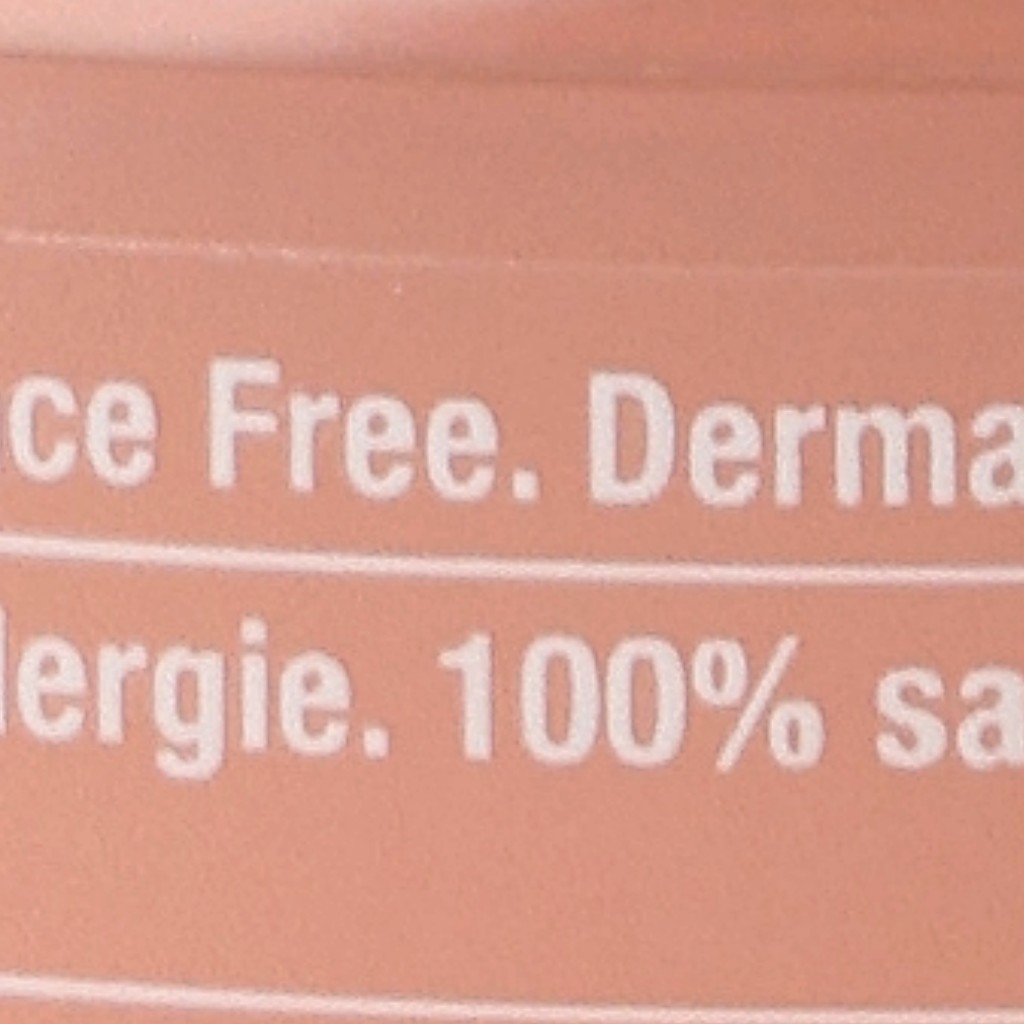 ce Free. Derma
lergie. 100% sa